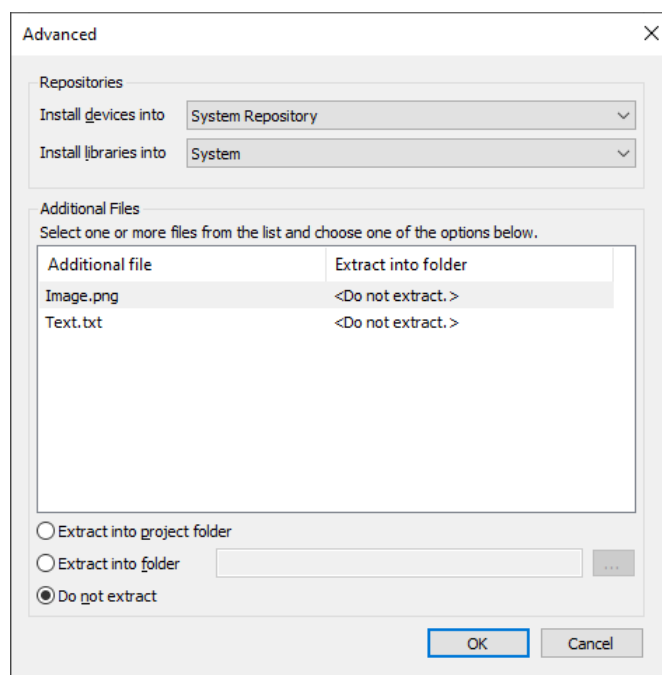 Advanced
Repositories
Install devices into System Repository
Install libraries into System
Additional Files
Select one or more files from the list and choose one of the options below.
Additional file Extract into folder
Image.png <Do not extract.>
Text.txt <Do not extract.>
Extract into project folder
Extract into folder ...
Do not extract
OK Cancel